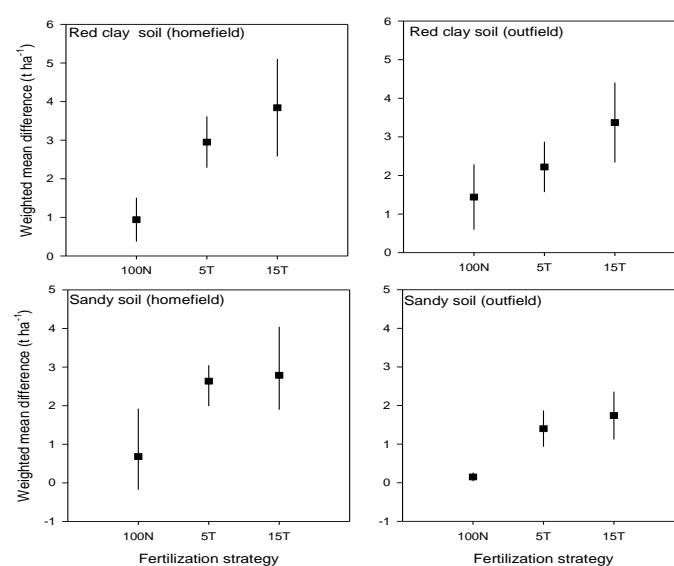 Red clay soil (homefield)
Weighted mean difference (t ha-1)
6
5
4
3
2
1
0
100N 5T 15T
Red clay soil (outfield)
6
5
4
3
2
1
0
100N 5T 15T
Sandy soil (homefield)
Weighted mean difference (t ha-1)
5
4
3
2
1
0
-1
100N 5T 15T
Fertilization strategy
Sandy soil (outfield)
5
4
3
2
1
0
-1
100N 5T 15T
Fertilization strategy